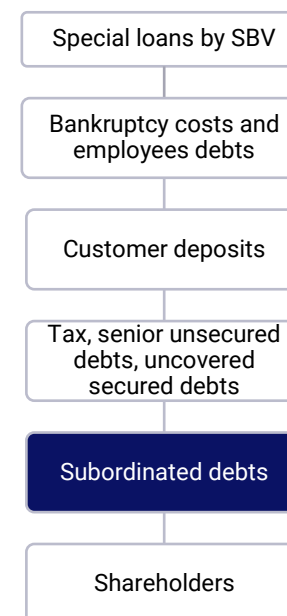 Special loans by SBV
Bankruptcy costs and
employees debts
Customer deposits
Tax, senior unsecured
debts, uncovered
secured debts
Subordinated debts
Shareholders